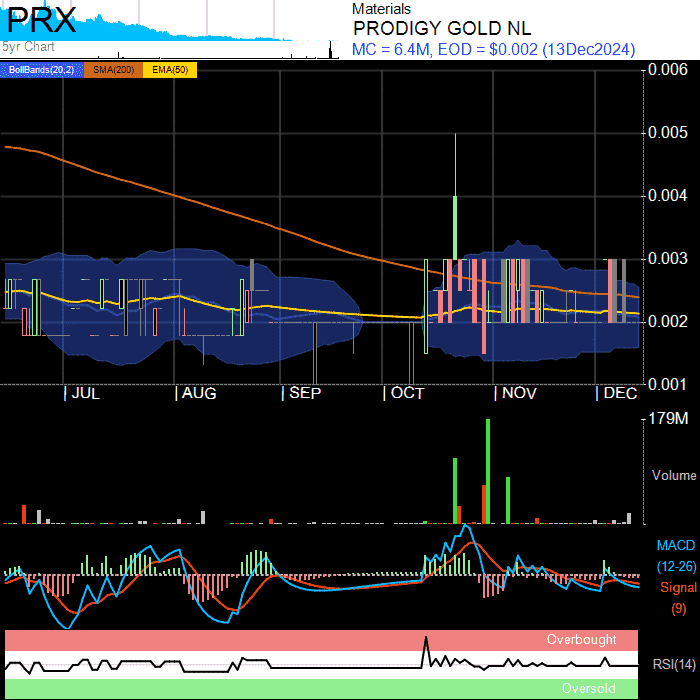 PRX
5yr Chart
Materials
PRODIGY GOLD NL
MC = 6.4M, EOD = $0.002 (13Dec2024)
BollBands(20,2) SMA(200) EMA(50)
0.006
0.005
0.004
0.003
0.002
0.001
| JUL | AUG | SEP | OCT | NOV | DEC
179M
Volume
MACD
(12-26)
Signal
(9)
Overbought
RSI(14)
Oversold